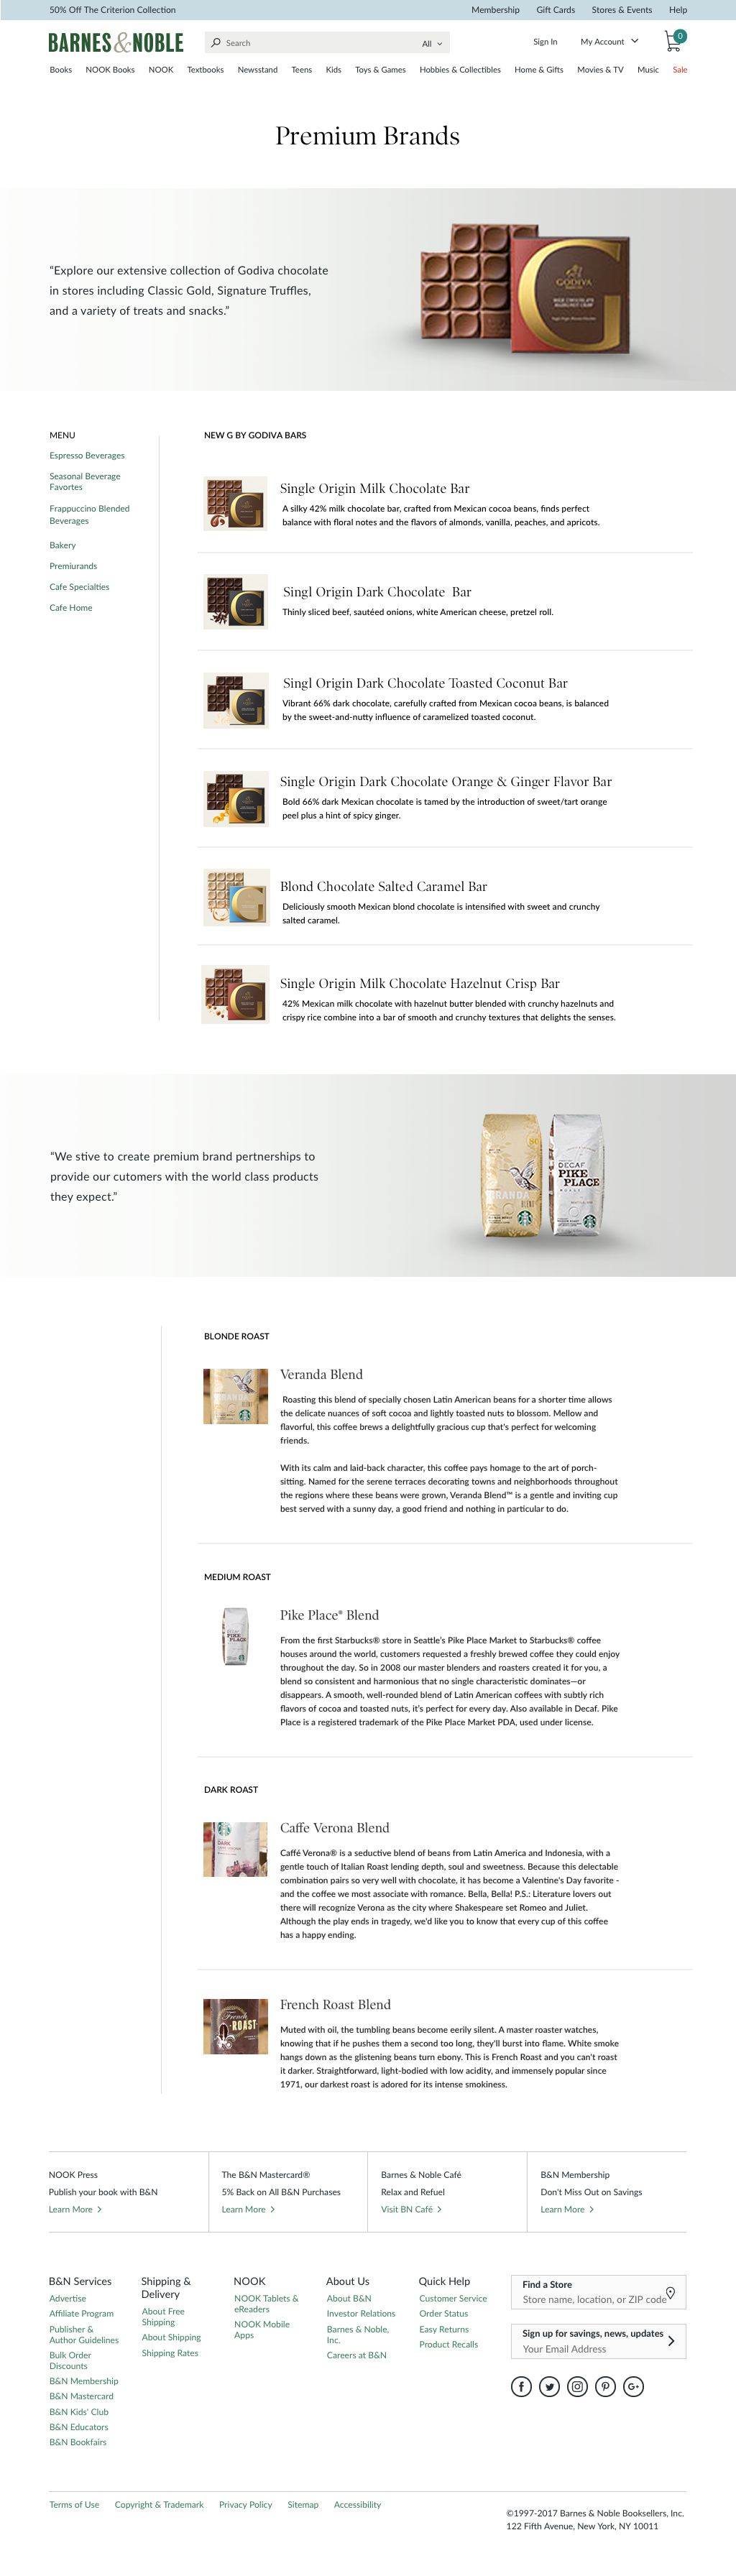 50% Off The Criterion Collection
Membership Gift Cards Stores & Events Help
BARNES&NOBLE
Search All
Sign In My Account 0
Books NOOK Books NOOK Textbooks Newsstand Teens Kids Toys & Games Hobbies & Collectibles Home & Gifts Movies & TV Music Sale
Premium Brands
“Explore our extensive collection of Godiva chocolate
in stores including Classic Gold, Signature Truffles,
and a variety of treats and snacks.”
GODIVA
MILK CHOCOLATE
HAZELNUT CRISP
MENU
Espresso Beverages
Seasonal Beverage
Favortes
Frappuccino Blended
Beverages
Bakery
Premiurands
Cafe Specialties
Cafe Home
NEW G BY GODIVA BARS
Single Origin Milk Chocolate Bar
A silky 42% milk chocolate bar, crafted from Mexican cocoa beans, finds perfect
balance with floral notes and the flavors of almonds, vanilla, peaches, and apricots.
Singl Origin Dark Chocolate Bar
Thinly sliced beef, sautéed onions, white American cheese, pretzel roll.
Singl Origin Dark Chocolate Toasted Coconut Bar
Vibrant 66% dark chocolate, carefully crafted from Mexican cocoa beans, is balanced
by the sweet-and-nutty influence of caramelized toasted coconut.
Single Origin Dark Chocolate Orange & Ginger Flavor Bar
Bold 66% dark Mexican chocolate is tamed by the introduction of sweet/tart orange
peel plus a hint of spicy ginger.
Blond Chocolate Salted Caramel Bar
Deliciously smooth Mexican blond chocolate is intensified with sweet and crunchy
salted caramel.
Single Origin Milk Chocolate Hazelnut Crisp Bar
42% Mexican milk chocolate with hazelnut butter blended with crunchy hazelnuts and
crispy rice combine into a bar of smooth and crunchy textures that delights the senses.
“We stive to create premium brand pertnerships to
provide our cutomers with the world class products
they expect.”
VERANDA
BLEND
DECAF
PIKE
PLACE
ROAST
BLONDE ROAST
Veranda Blend
Roasting this blend of specially chosen Latin American beans for a shorter time allows
the delicate nuances of soft cocoa and lightly toasted nuts to blossom. Mellow and
flavorful, this coffee brews a delightfully gracious cup that's perfect for welcoming
friends.
With its calm and laid-back character, this coffee pays homage to the art of porch-
sitting. Named for the serene terraces decorating towns and neighborhoods throughout
the regions where these beans were grown, Veranda Blend™ is a gentle and inviting cup
best served with a sunny day, a good friend and nothing in particular to do.
MEDIUM ROAST
PIKE
PLACE
Pike Place® Blend
From the first Starbucks® store in Seattle’s Pike Place Market to Starbucks® coffee
houses around the world, customers requested a freshly brewed coffee they could enjoy
throughout the day. So in 2008 our master blenders and roasters created it for you, a
blend so consistent and harmonious that no single characteristic dominates—or
disappears. A smooth, well-rounded blend of Latin American coffees with subtly rich
flavors of cocoa and toasted nuts, it’s perfect for every day. Also available in Decaf. Pike
Place is a registered trademark of the Pike Place Market PDA, used under license.
DARK ROAST
DARK
Caffe Verona Blend
Caffé Verona® is a seductive blend of beans from Latin America and Indonesia, with a
gentle touch of Italian Roast lending depth, soul and sweetness. Because this delectable
combination pairs so very well with chocolate, it has become a Valentine's Day favorite -
and the coffee we most associate with romance. Bella, Bella! P.S.: Literature lovers out
there will recognize Verona as the city where Shakespeare set Romeo and Juliet.
Although the play ends in tragedy, we'd like you to know that every cup of this coffee
has a happy ending.
French
ROAST
French Roast Blend
Muted with oil, the tumbling beans become eerily silent. A master roaster watches,
knowing that if he pushes them a second too long, they'll burst into flame. White smoke
hangs down as the glistening beans turn ebony. This is French Roast and you can't roast
it darker. Straightforward, light-bodied with low acidity, and immensely popular since
1971, our darkest roast is adored for its intense smokiness.
NOOK Press
Publish your book with B&N
Learn More
The B&N Mastercard®
5% Back on All B&N Purchases
Learn More
Barnes & Noble Café
Relax and Refuel
Visit BN Café
B&N Membership
Don't Miss Out on Savings
Learn More
B&N Services
Advertise
Affiliate Program
Publisher &
Author Guidelines
Bulk Order
Discounts
B&N Membership
B&N Mastercard
B&N Kids' Club
B&N Educators
B&N Bookfairs
Shipping &
Delivery
About Free
Shipping
About Shipping
Shipping Rates
NOOK
NOOK Tablets &
eReaders
NOOK Mobile
Apps
About Us
About B&N
Investor Relations
Barnes & Noble,
Inc.
Careers at B&N
Quick Help
Customer Service
Order Status
Easy Returns
Product Recalls
Find a Store
Store name, location, or ZIP code
Sign up for savings, news, updates
Your Email Address
Terms of Use Copyright & Trademark Privacy Policy Sitemap Accessibility
©1997-2017 Barnes & Noble Booksellers, Inc.
122 Fifth Avenue, New York, NY 10011